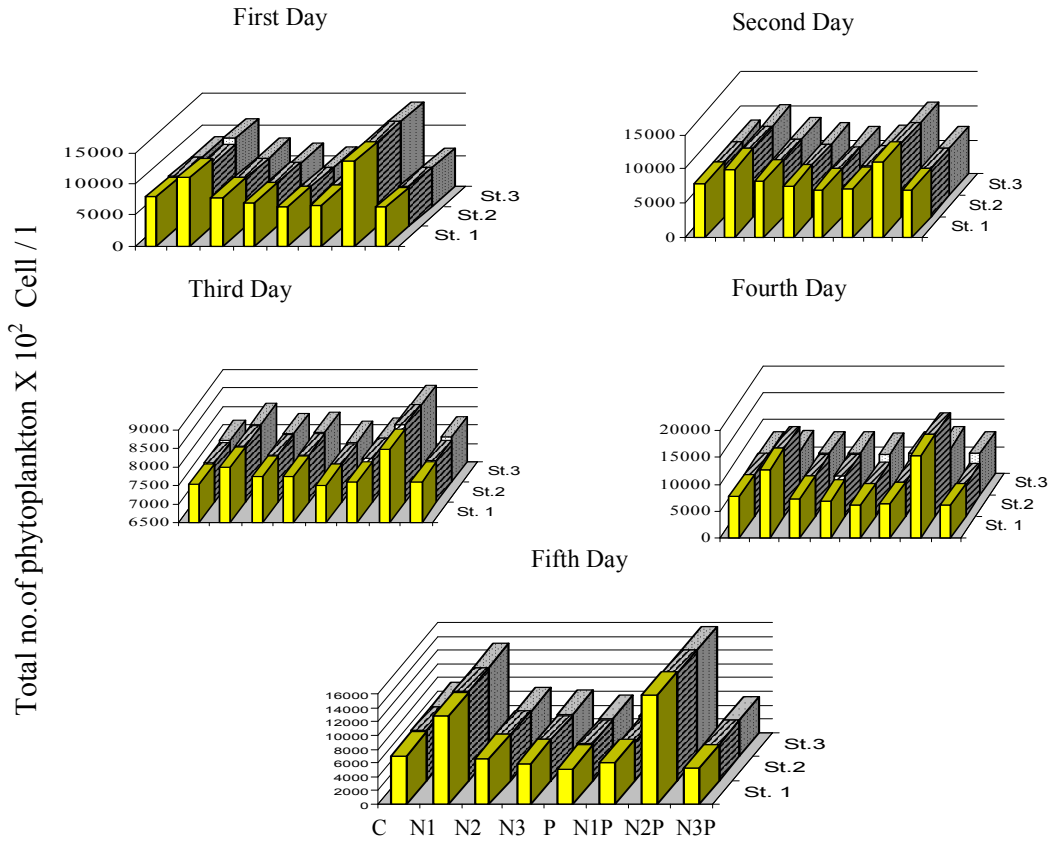 First Day
Second Day
15000
10000
5000
0
St.3
St.2
St. 1
15000
10000
5000
0
St.3
St.2
St. 1
Total no.of phytoplankton X 10² Cell / l
Third Day
Fourth Day
9000
8500
8000
7500
7000
6500
St.3
St.2
St. 1
20000
15000
10000
5000
0
St.3
St.2
St. 1
Fifth Day
16000
14000
12000
10000
8000
6000
4000
2000
0
St.3
St.2
St. 1
C N1 N2 N3 P N1P N2P N3P